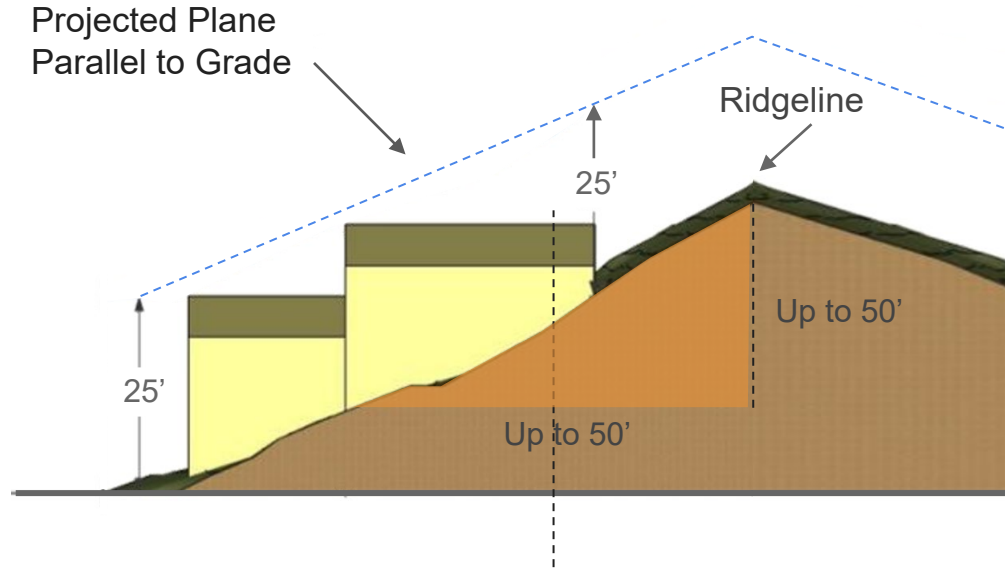 Projected Plane
Parallel to Grade
Ridgeline
25’
Up to 50’
25’
Up to 50’